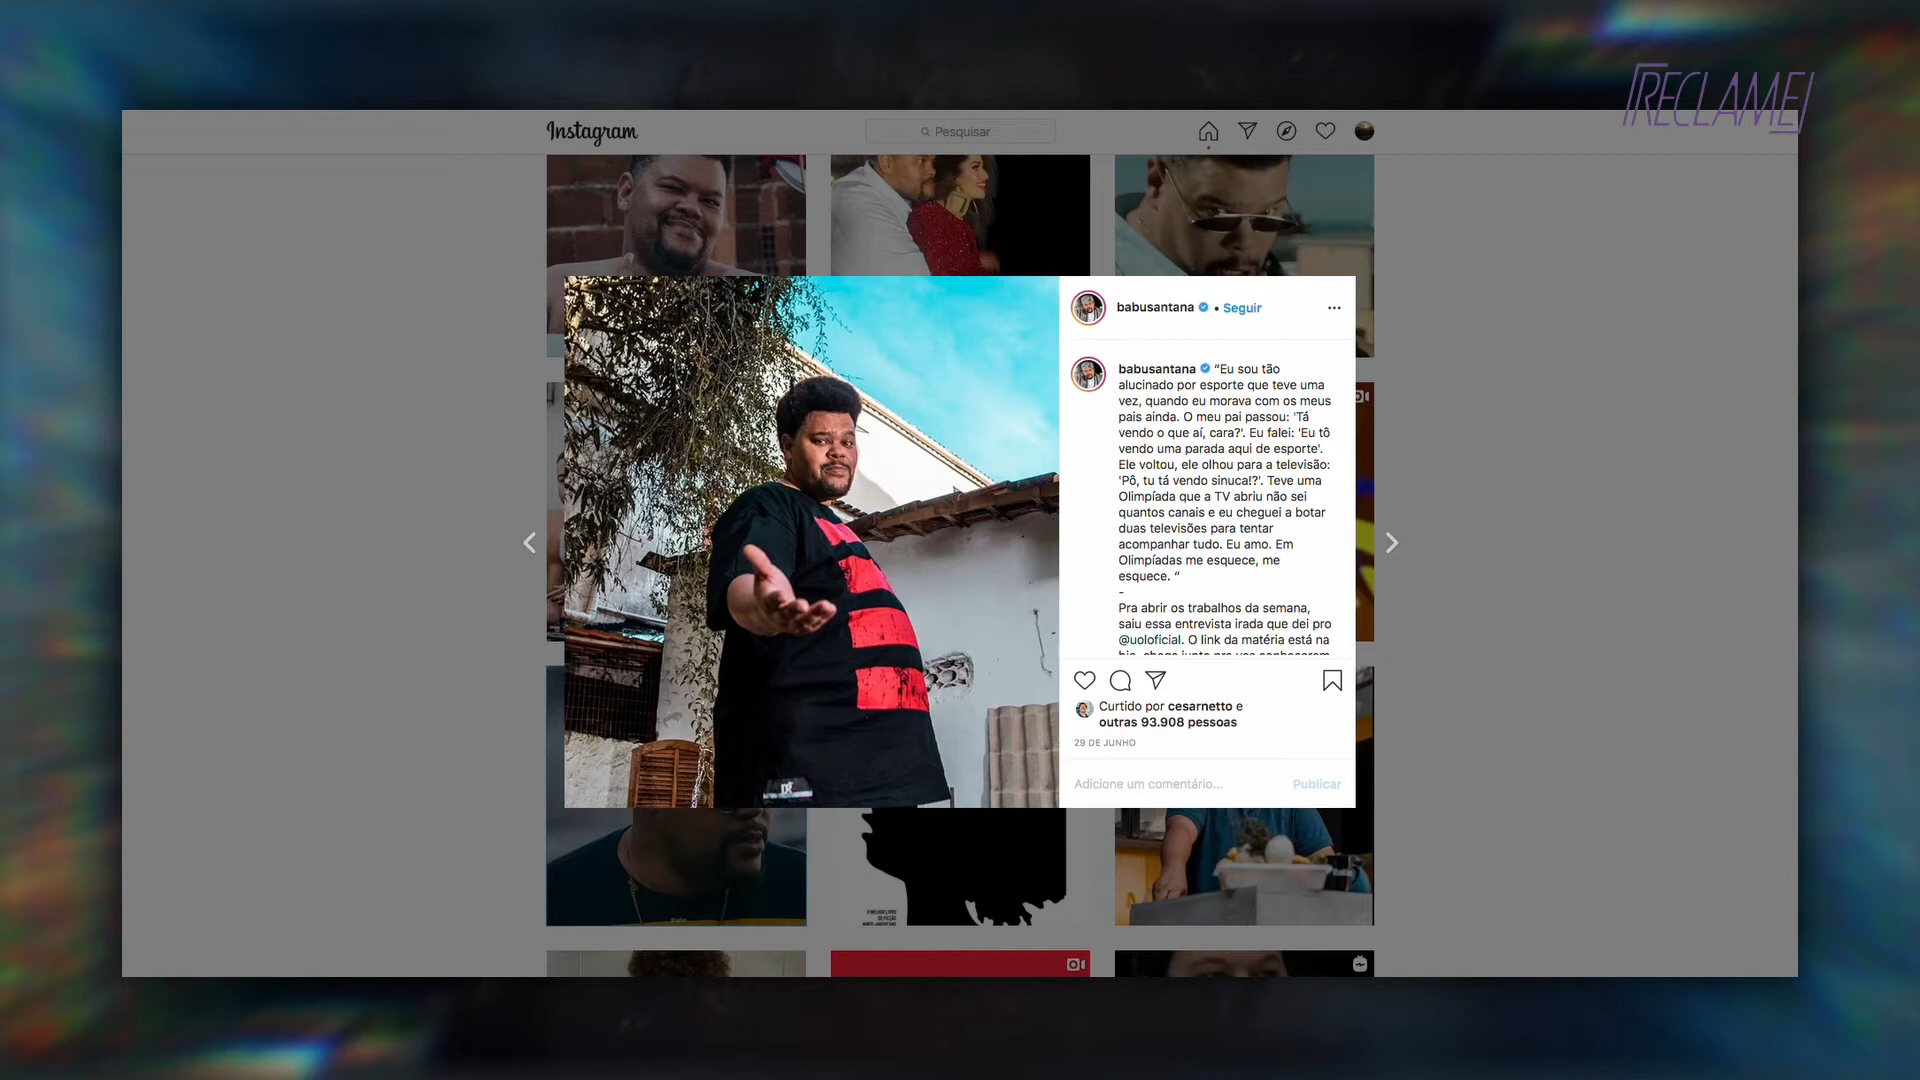 RECLAME
Instagram
Pesquisar
babusantana • Seguir
babusantana “Eu sou tão
alucinado por esporte que teve uma
vez, quando eu morava com os meus
pais ainda. O meu pai passou: 'Tá
vendo o que aí, cara?'. Eu falei: 'Eu tô
vendo uma parada aqui de esporte'.
Ele voltou, ele olhou para a televisão:
'Pô, tu tá vendo sinuca!?'. Teve uma
Olimpíada que a TV abriu não sei
quantos canais e eu cheguei a botar
duas televisões para tentar
acompanhar tudo. Eu amo. Em
Olimpíadas me esquece, me
esquece. “
-
Pra abrir os trabalhos da semana,
saiu essa entrevista irada que dei pro
@uoloficial. O link da matéria está na
Curtido por cesarnetto e
outras 93.908 pessoas
29 DE JUNHO
Adicione um comentário... Publicar
O MELHOR LIVRO
DE FICÇÃO